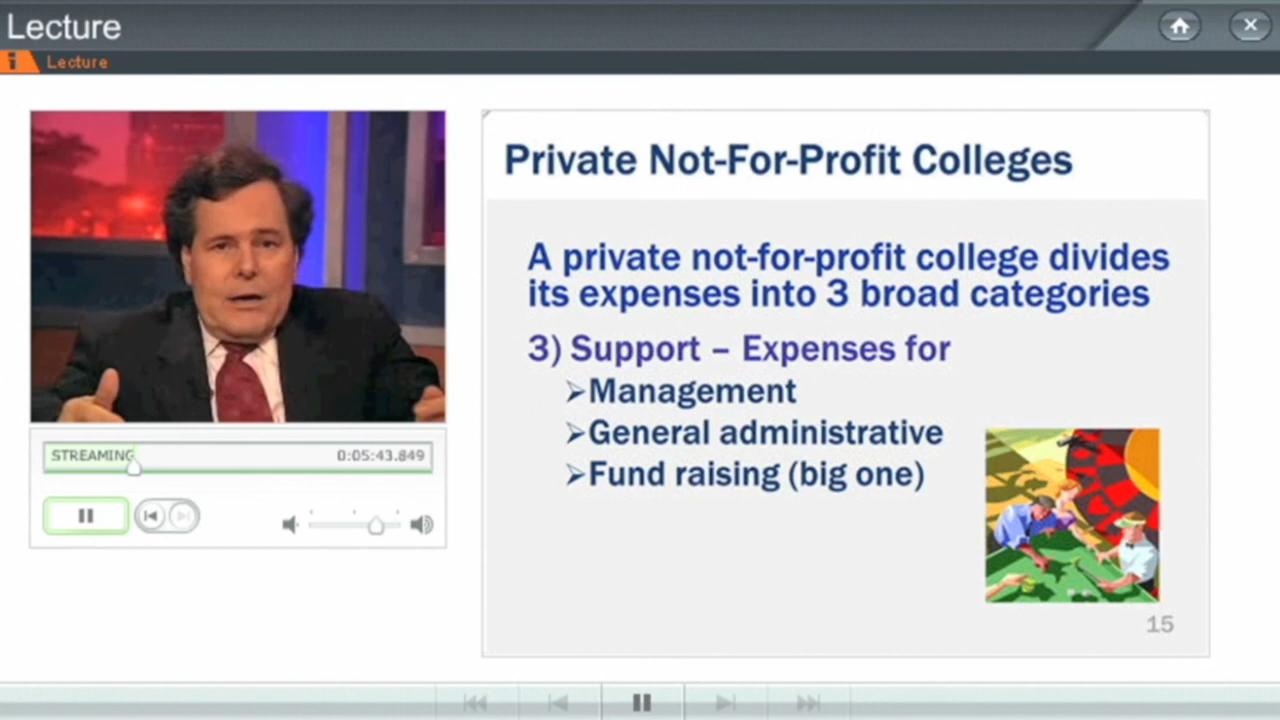 Lecture
i Lecture
Private Not-For-Profit Colleges
A private not-for-profit college divides
its expenses into 3 broad categories
3) Support – Expenses for
➢Management
➢General administrative
➢Fund raising (big one)
STREAMING 0:05:43.849
15